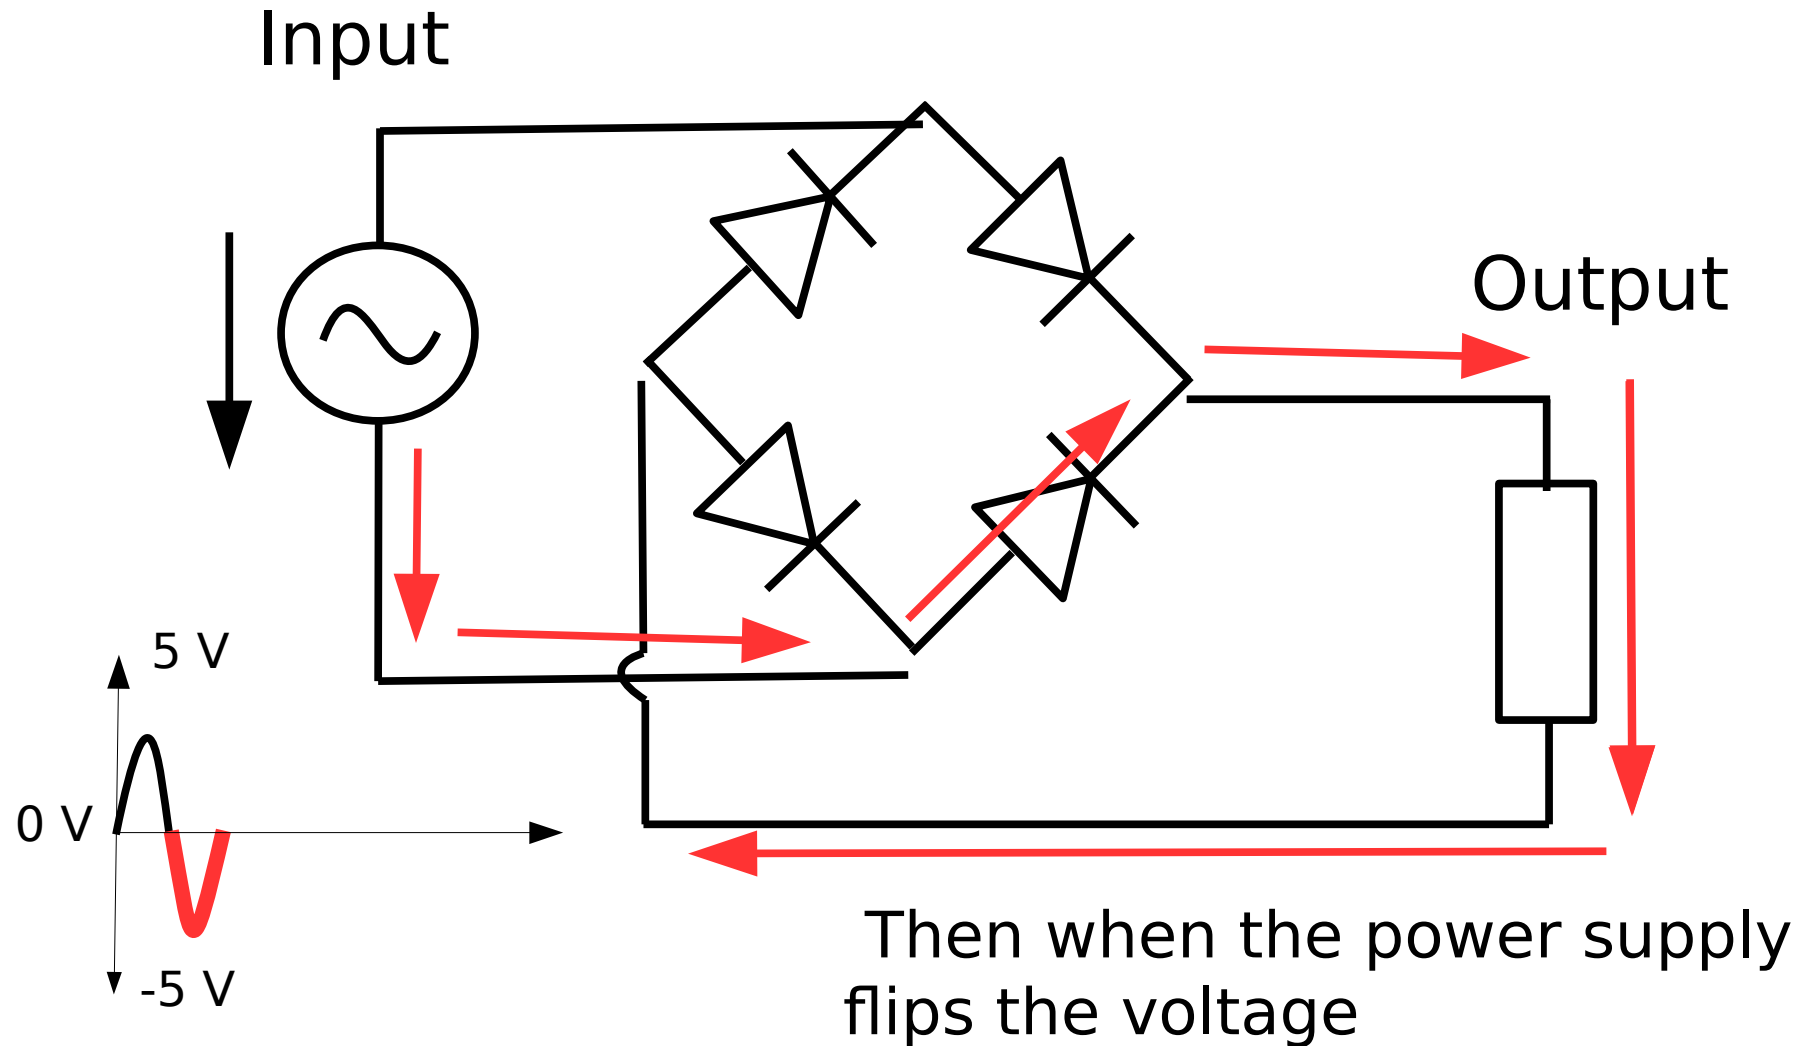 Input
Output
5 V
0 V
-5 V
Then when the power supply
flips the voltage